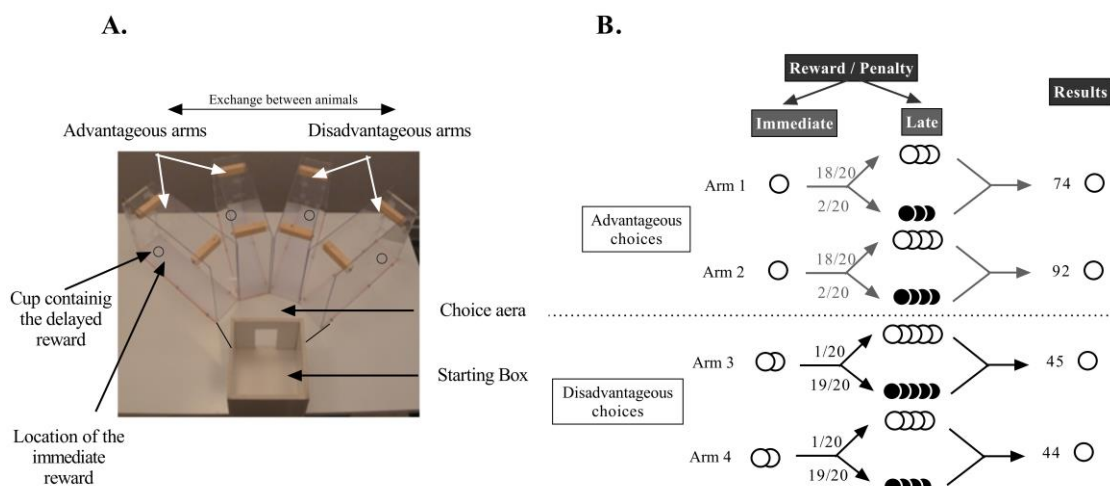 A.
Exchange between animals
Advantageous arms
Disadvantageous arms
Cup containig
the delayed
reward
Location of the
immediate
reward
Choice aera
Starting Box
B.
Reward / Penalty
Results
Immediate
Late
Arm 1
18/20
2/20
74
Advantageous
choices
Arm 2
18/20
2/20
92
Arm 3
1/20
19/20
45
Disadvantageous
choices
Arm 4
1/20
19/20
44